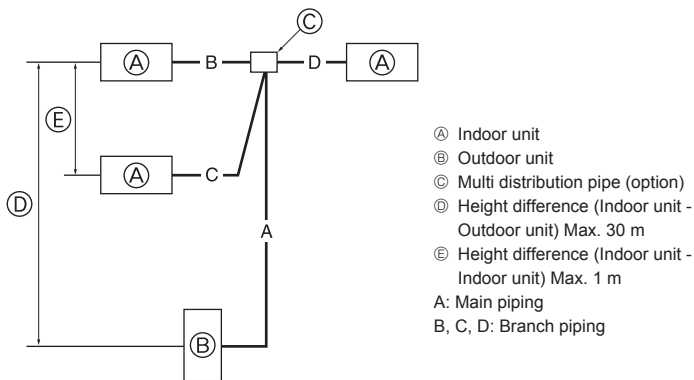 Ⓒ
Ⓐ B D Ⓐ
Ⓔ
Ⓐ C
Ⓓ
A
Ⓑ
Ⓐ Indoor unit
Ⓑ Outdoor unit
Ⓒ Multi distribution pipe (option)
Ⓓ Height difference (Indoor unit -
Outdoor unit) Max. 30 m
Ⓔ Height difference (Indoor unit -
Indoor unit) Max. 1 m
A: Main piping
B, C, D: Branch piping